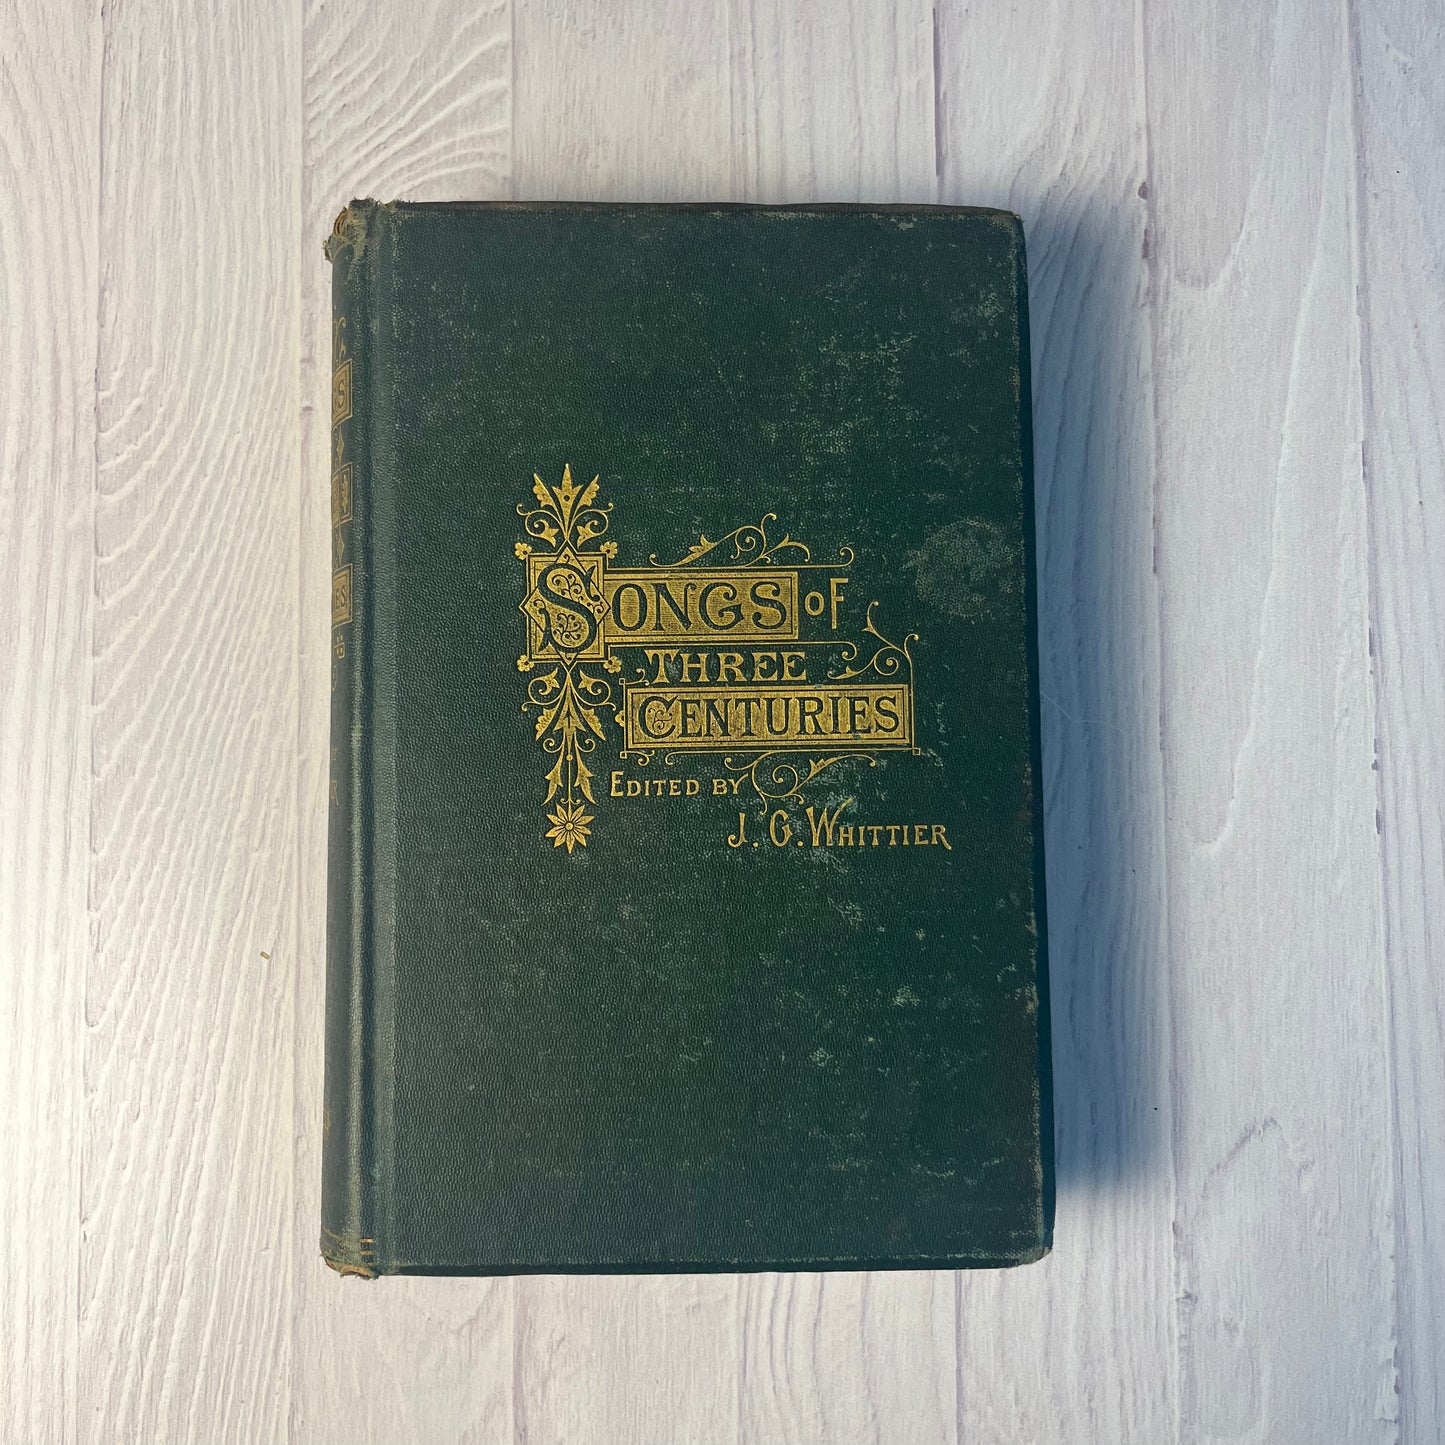 SONGS OF
THREE
CENTURIES
EDITED BY
J. G. WHITTIER